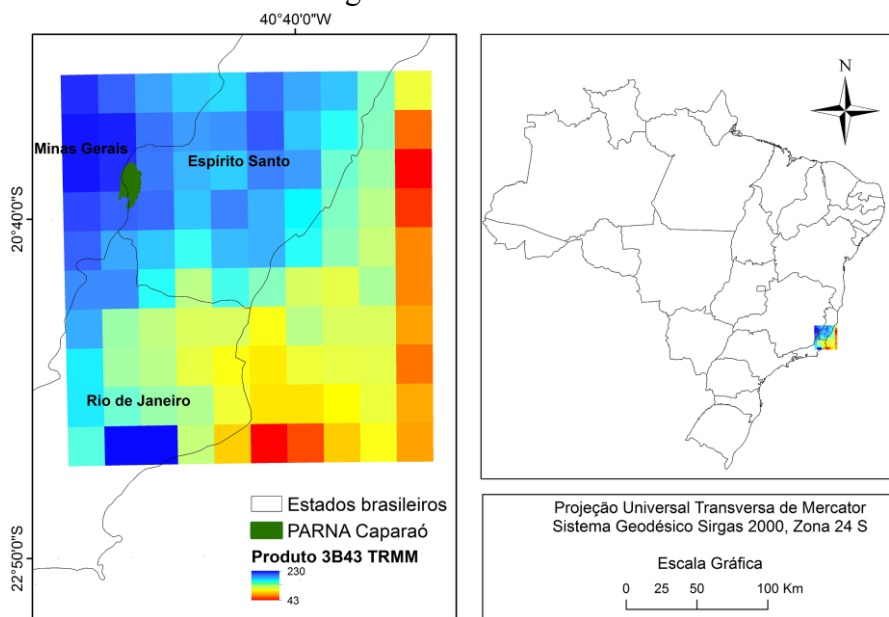 40°40'0"W
Minas Gerais
Espírito Santo
20°40'0"S
Rio de Janeiro
22°50'0"S
Estados brasileiros
PARNA Caparaó
Produto 3B43 TRMM
230
43
N
Projeção Universal Transversa de Mercator
Sistema Geodésico Sirgas 2000, Zona 24 S
Escala Gráfica
0 25 50 100 Km